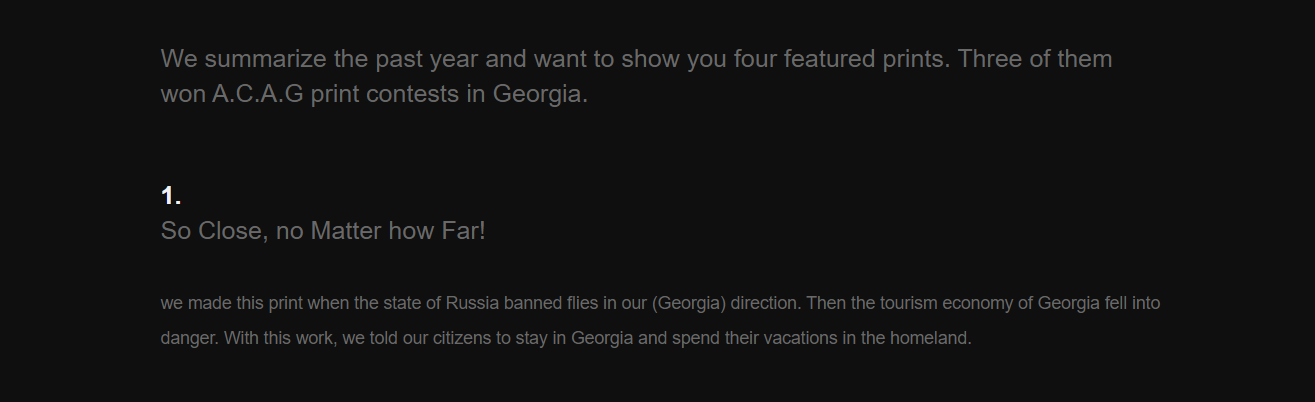 We summarize the past year and want to show you four featured prints. Three of them
won A.C.A.G print contests in Georgia.
1.
So Close, no Matter how Far!
we made this print when the state of Russia banned flies in our (Georgia) direction. Then the tourism economy of Georgia fell into
danger. With this work, we told our citizens to stay in Georgia and spend their vacations in the homeland.